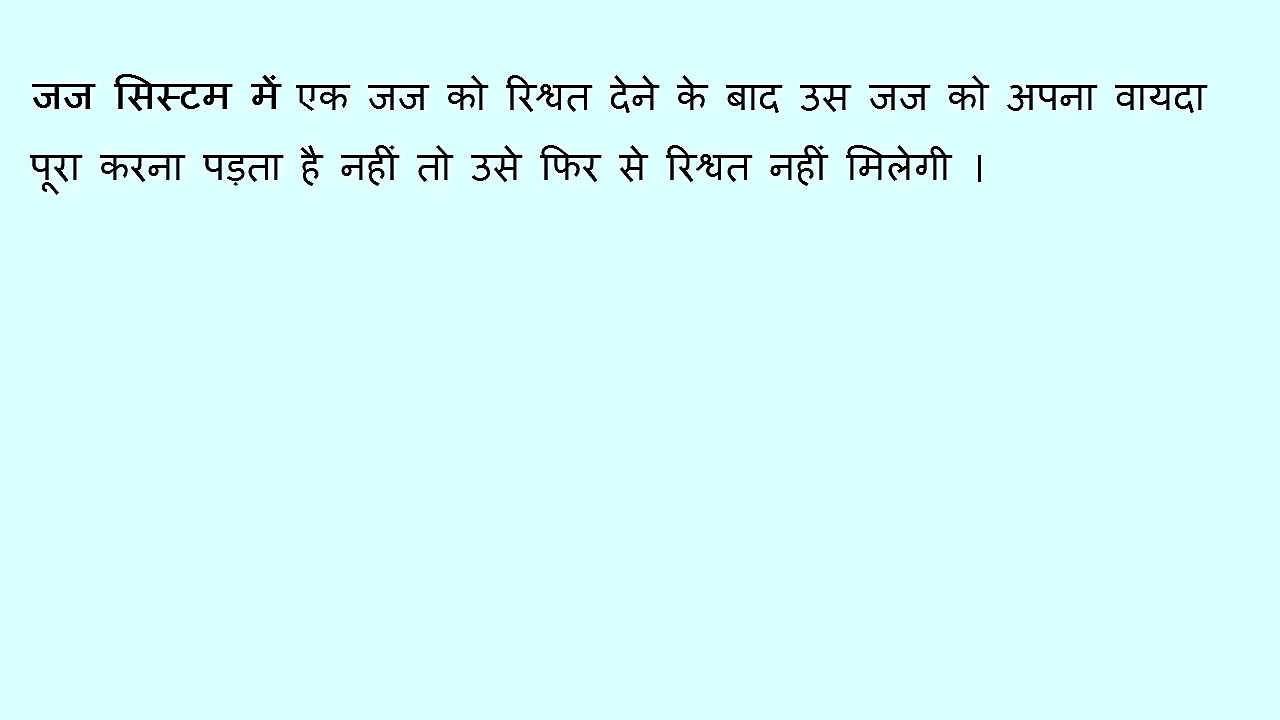 जज सिस्टम में एक जज को रिश्वत देने के बाद उस जज को अपना वायदा
पूरा करना पड़ता है नहीं तो उसे फिर से रिश्वत नहीं मिलेगी ।